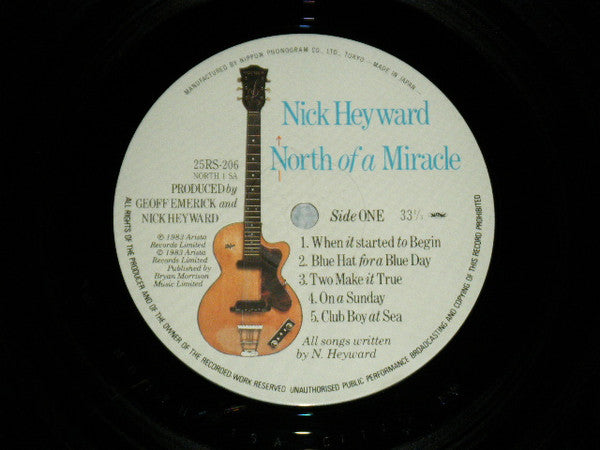 MANUFACTURED BY NIPPON PHONOGRAM CO., LTD., TOKYO—MADE IN JAPAN—
Nick Heyward
North of a Miracle
25RS-206
NORTH 1 SA
PRODUCED by
GEOFF EMERICK and
NICK HEYWARD
Side ONE 33⅓
℗ 1983 Arista
Records Limited
© 1983 Arista
Records Limited
Published by
Bryan Morrison
Music Limited
1. When it started to Begin
2. Blue Hat for a Blue Day
3. Two Make it True
4. On a Sunday
5. Club Boy at Sea
All songs written
by N. Heyward
ALL RIGHTS OF THE PRODUCER AND OF THE OWNER OF THE RECORDED WORK RESERVED UNAUTHORISED PUBLIC PERFORMANCE BROADCASTING AND COPYING OF THIS RECORD PROHIBITED